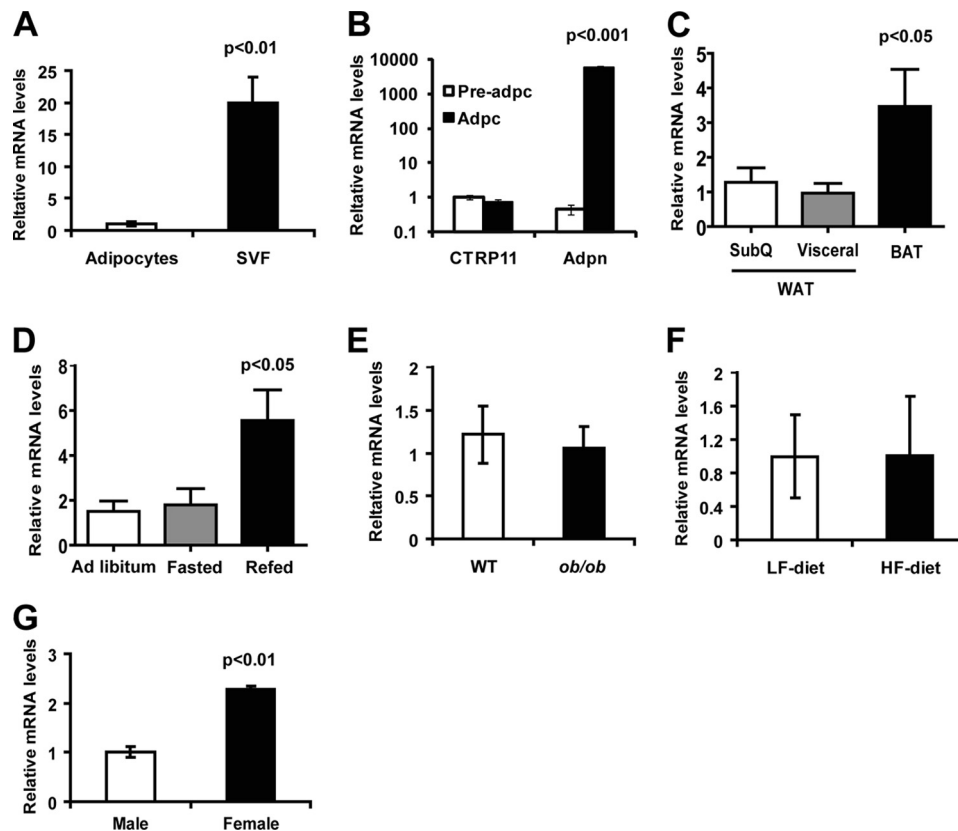 A
p<0.01
Reltative mRNA levels
25
20
15
10
5
0
Adipocytes SVF
B
p<0.001
Reltative mRNA levels
10000
1000
100
10
1
0.1
Pre-adpc
Adpc
CTRP11 Adpn
C
p<0.05
Relative mRNA levels
5
4
3
2
1
0
SubQ Visceral BAT
WAT
D
p<0.05
Relative mRNA levels
8
6
4
2
0
Ad libitum Fasted Refed
E
Reltative mRNA levels
2
1.5
1
0.5
0
WT ob/ob
F
Relative mRNA levels
2
1.6
1.2
0.8
0.4
0
LF-diet HF-diet
G
p<0.01
Relative mRNA levels
3
2
1
0
Male Female